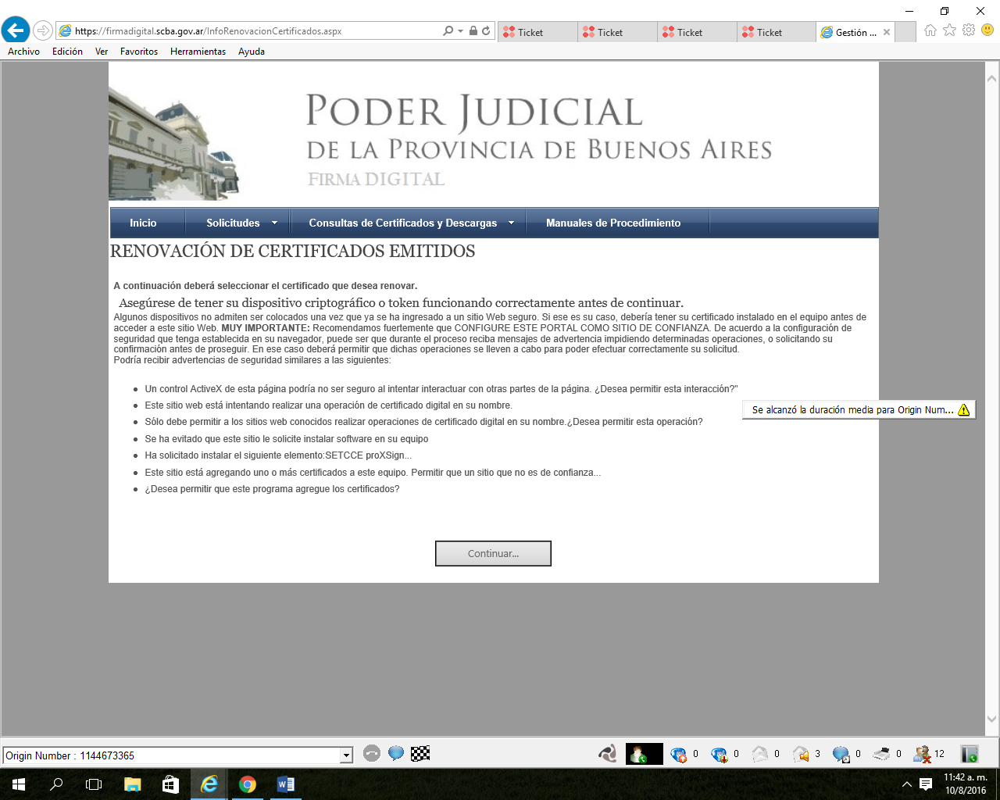 https://firmadigital.scba.gov.ar/InfoRenovacionCertificados.aspx
Ticket
Ticket
Ticket
Ticket
Gestión ...
Archivo Edición Ver Favoritos Herramientas Ayuda
PODER JUDICIAL
DE LA PROVINCIA DE BUENOS AIRES
FIRMA DIGITAL
Inicio Solicitudes Consultas de Certificados y Descargas Manuales de Procedimiento
RENOVACIÓN DE CERTIFICADOS EMITIDOS
A continuación deberá seleccionar el certificado que desea renovar.
Asegúrese de tener su dispositivo criptográfico o token funcionando correctamente antes de continuar.
Algunos dispositivos no admiten ser colocados una vez que ya se ha ingresado a un sitio Web seguro. Si ese es su caso, debería tener su certificado instalado en el equipo antes de
acceder a este sitio Web. MUY IMPORTANTE: Recomendamos fuertemente que CONFIGURE ESTE PORTAL COMO SITIO DE CONFIANZA. De acuerdo a la configuración de
seguridad que tenga establecida en su navegador, puede ser que durante el proceso reciba mensajes de advertencia impidiendo determinadas operaciones, o solicitando su
confirmación antes de proseguir. En ese caso deberá permitir que dichas operaciones se lleven a cabo para poder efectuar correctamente su solicitud.
Podría recibir advertencias de seguridad similares a las siguientes:
Un control ActiveX de esta página podría no ser seguro al intentar interactuar con otras partes de la página. ¿Desea permitir esta interacción?"
Este sitio web está intentando realizar una operación de certificado digital en su nombre.
Sólo debe permitir a los sitios web conocidos realizar operaciones de certificado digital en su nombre.¿Desea permitir esta operación?
Se ha evitado que este sitio le solicite instalar software en su equipo
Ha solicitado instalar el siguiente elemento:SETCCE proXSign...
Este sitio está agregando uno o más certificados a este equipo. Permitir que un sitio que no es de confianza...
¿Desea permitir que este programa agregue los certificados?
Se alcanzó la duración media para Origin Num...
Continuar...
Origin Number : 1144673365
0 0 0 3 0 0 12
11:42 a. m.
10/8/2016